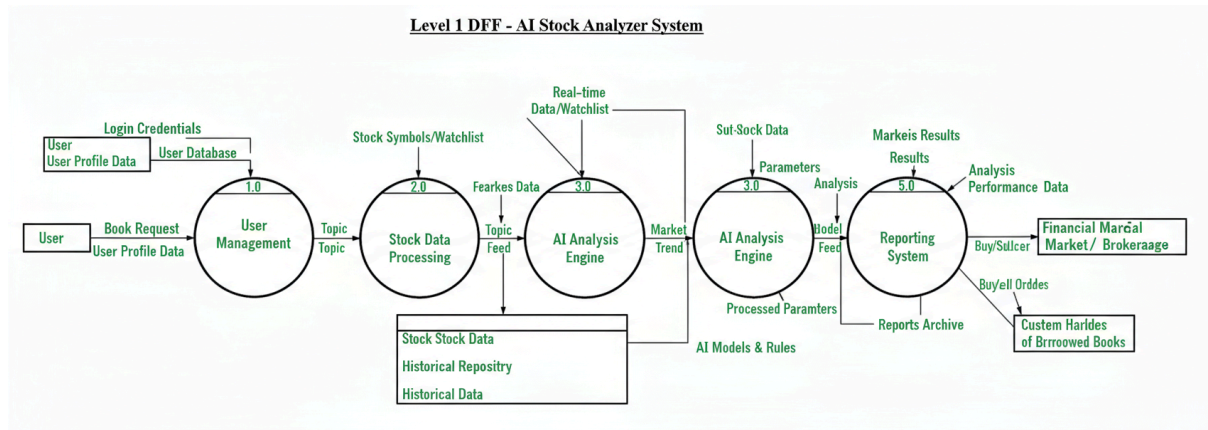 Level 1 DFF - AI Stock Analyzer System
Real-time
Data/Watchlist
Login Credentials
User
User Profile Data
User Database
Stock Symbols/Watchlist
Sut-Sock Data
Markeis Results
Results
Parameters
Analysis
Analysis
Performance Data
Fearkes Data
1.0
2.0
3.0
3.0
5.0
User
Book Request
User Profile Data
User
Management
Topic
Topic
Stock Data
Processing
Topic
Feed
AI Analysis
Engine
Market
Trend
AI Analysis
Engine
Bodel
Feed
Reporting
System
Buy/Sullcer
Financial Marcial
Market/ Brokeraage
Buy/ell Orddes
Processed Paramters
Reports Archive
Custem Harldes
of Brrroowed Books
Stock Stock Data
Historical Repositry
Historical Data
AI Models & Rules